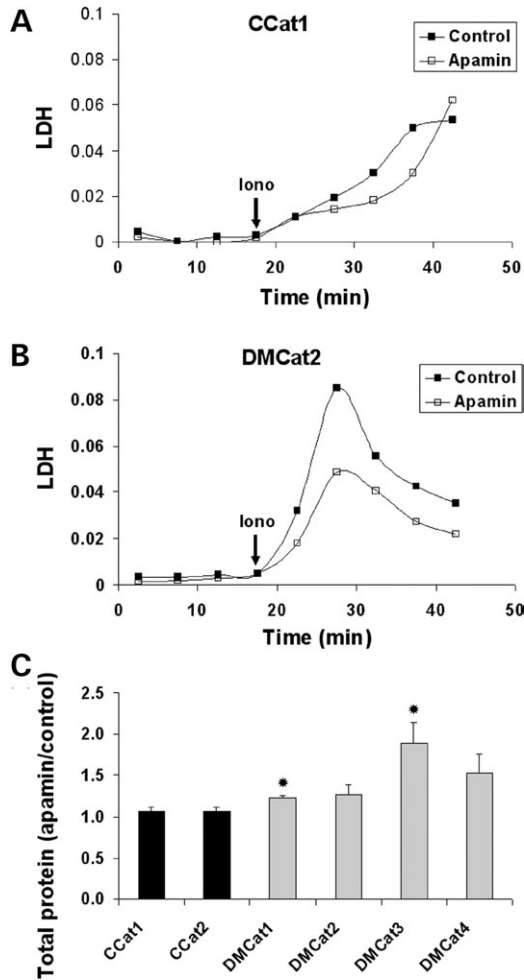 A
CCat1
Control
Apamin
LDH
0.1
0.08
0.06
0.04
0.02
0
Iono
0 10 20 30 40 50
Time (min)
B
DMCat2
Control
Apamin
LDH
0.1
0.08
0.06
0.04
0.02
0
Iono
0 10 20 30 40 50
Time (min)
C
Total protein (apamin/control)
2.5
2.0
1.5
1.0
0.5
0.0
* *
CCat1 CCat2 DMCat1 DMCat2 DMCat3 DMCat4